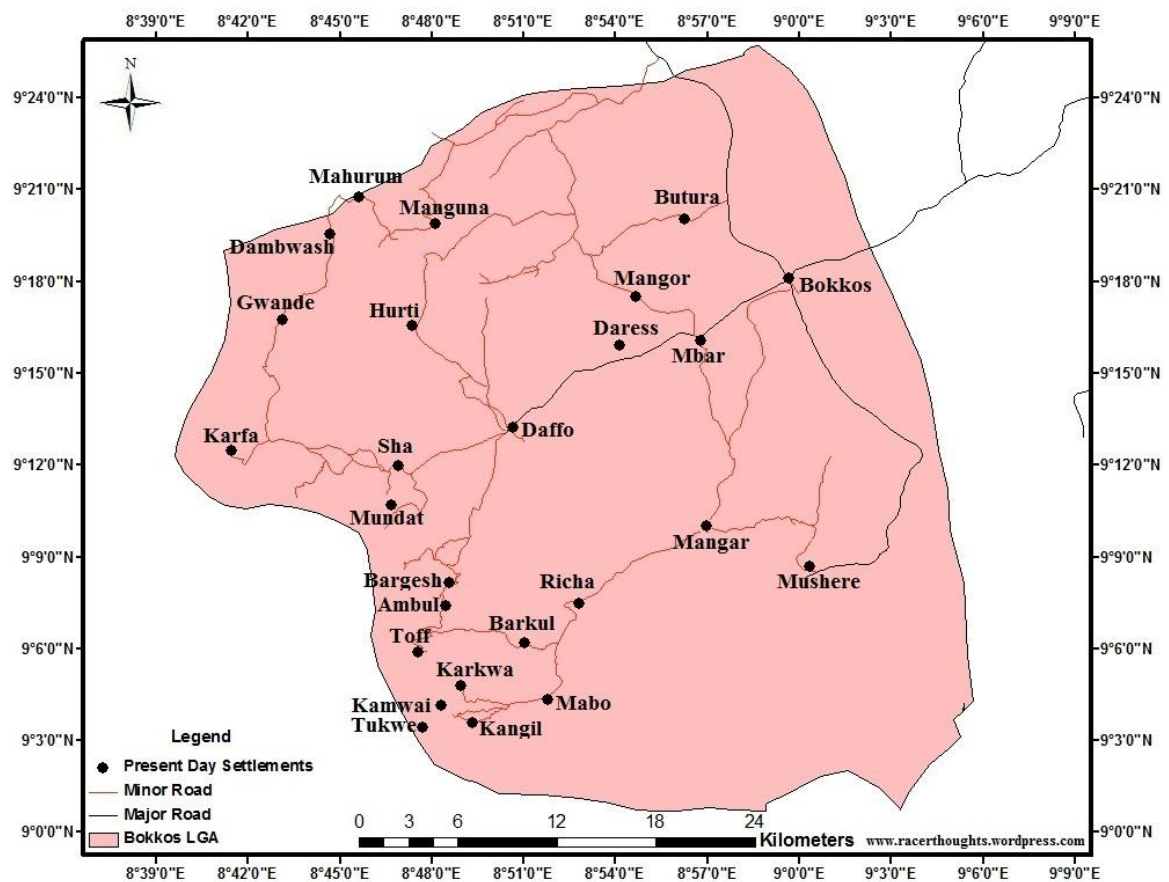 8°39'0"E 8°42'0"E 8°45'0"E 8°48'0"E 8°51'0"E 8°54'0"E 8°57'0"E 9°0'0"E 9°3'0"E 9°6'0"E 9°9'0"E
N
9°24'0"N 9°24'0"N
Mahurum
9°21'0"N 9°21'0"N
Manguna
Butura
Dambwash
Mangor
9°18'0"N 9°18'0"N
Bokkos
Gwande
Hurti
Daress
Mbar
9°15'0"N 9°15'0"N
Karfa
Daffo
Sha
9°12'0"N 9°12'0"N
Mundat
Mangar
9°9'0"N 9°9'0"N
Bargesh
Richa
Mushere
Ambul
Barkul
Toff
9°6'0"N 9°6'0"N
Karkwa
Kamwai
Mabo
Tukwe
Kangil
9°3'0"N 9°3'0"N
Legend
Present Day Settlements
Minor Road
Major Road
Bokkos LGA
0 3 6 12 18 24
Kilometers
www.racerthoughts.wordpress.com
9°0'0"N 9°0'0"N
8°39'0"E 8°42'0"E 8°45'0"E 8°48'0"E 8°51'0"E 8°54'0"E 8°57'0"E 9°0'0"E 9°3'0"E 9°6'0"E 9°9'0"E